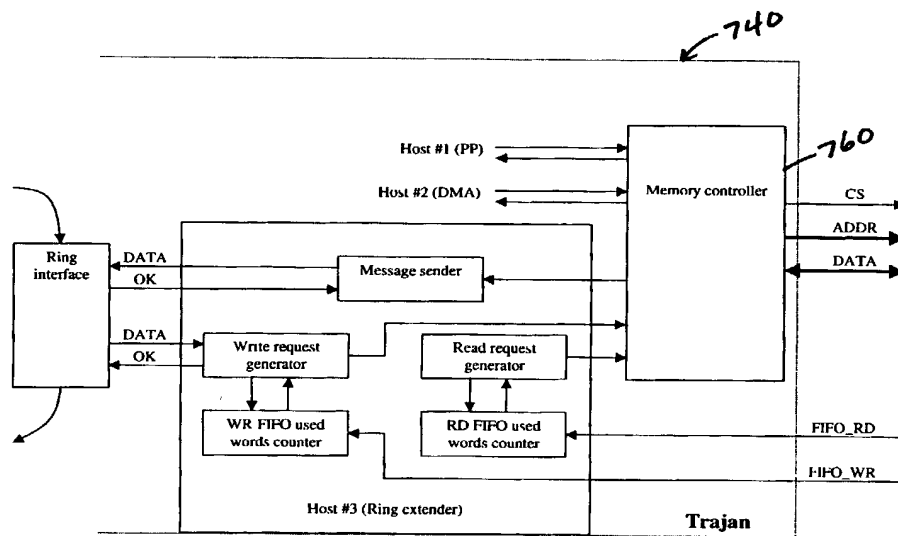 740
760
Host #1 (PP)
Host #2 (DMA)
Memory controller
CS
ADDR
DATA
Ring
interface
DATA
OK
Message sender
DATA
OK
Write request
generator
Read request
generator
WR FIFO used
words counter
RD FIFO used
words counter
FIFO_RD
FIFO_WR
Host #3 (Ring extender)
Trajan